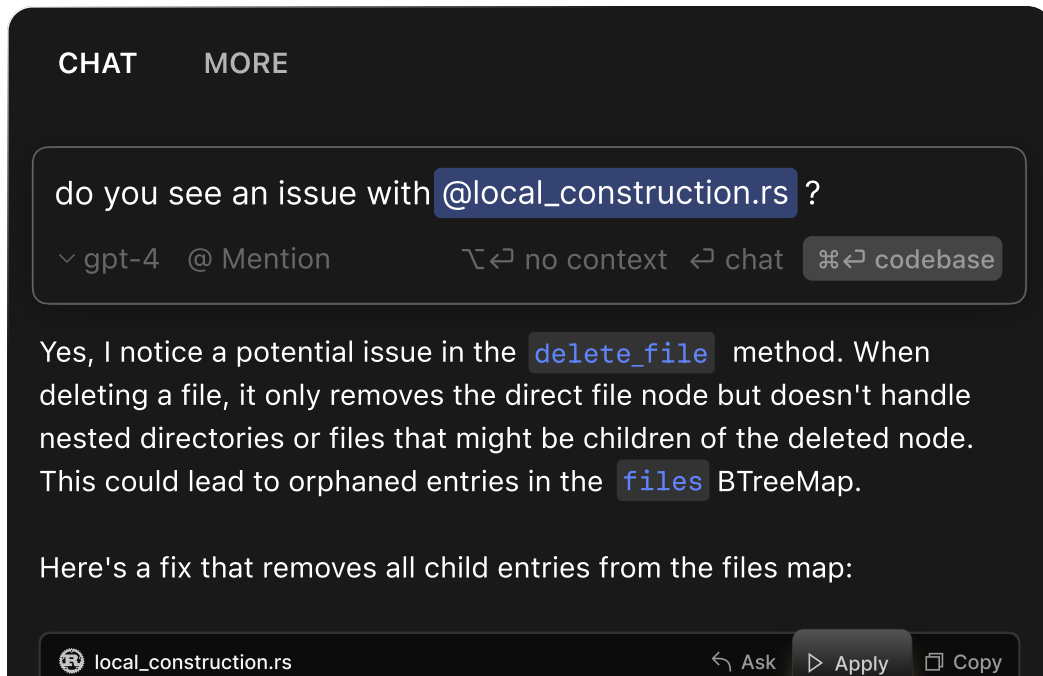 CHAT MORE
do you see an issue with @local_construction.rs ?
gpt-4 @ Mention ⌥⏎ no context ⏎ chat ⌘⏎ codebase
Yes, I notice a potential issue in the delete_file method. When
deleting a file, it only removes the direct file node but doesn't handle
nested directories or files that might be children of the deleted node.
This could lead to orphaned entries in the files BTreeMap.
Here's a fix that removes all child entries from the files map:
local_construction.rs Ask Apply Copy